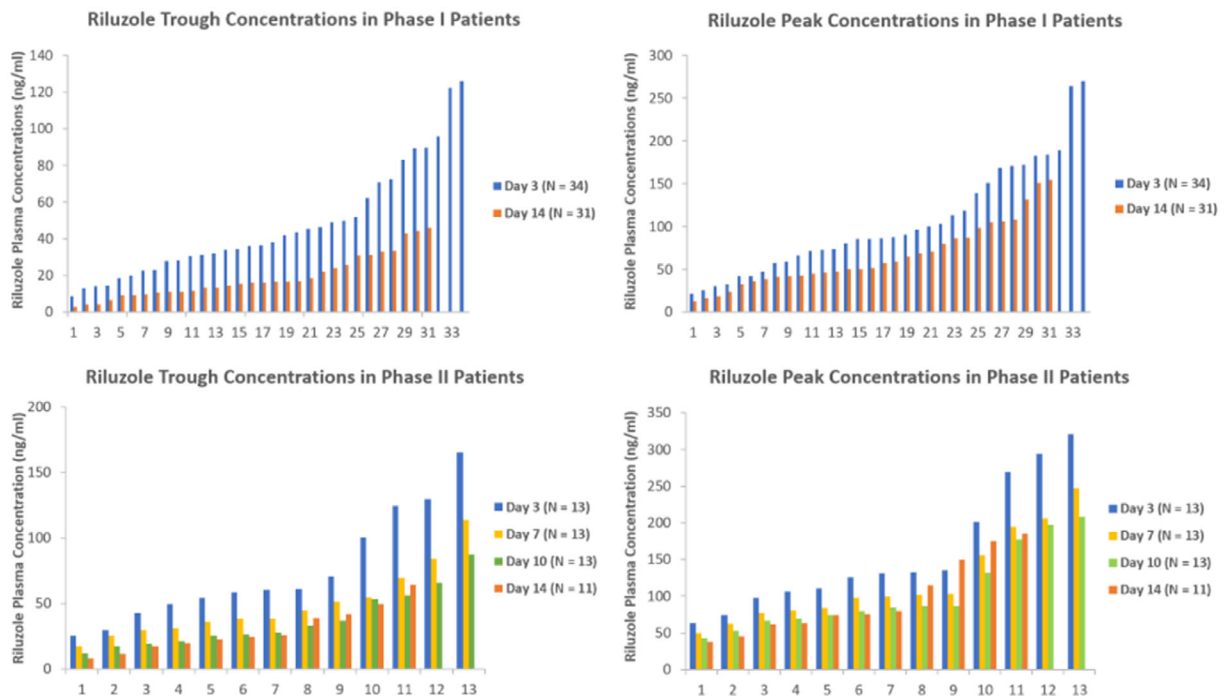 Riluzole Trough Concentrations in Phase I Patients
Riluzole Plasma Concentrations (ng/ml)
140
120
100
80
60
40
20
0
1 3 5 7 9 11 13 15 17 19 21 23 25 27 29 31 33
Day 3 (N = 34)
Day 14 (N = 31)
Riluzole Peak Concentrations in Phase I Patients
Riluzole Plasma Concentrations (ng/ml)
300
250
200
150
100
50
0
1 3 5 7 9 11 13 15 17 19 21 23 25 27 29 31 33
Day 3 (N = 34)
Day 14 (N = 31)
Riluzole Trough Concentrations in Phase II Patients
Riluzole Plasma Concentration (ng/ml)
200
150
100
50
0
1 2 3 4 5 6 7 8 9 10 11 12 13
Day 3 (N = 13)
Day 7 (N = 13)
Day 10 (N = 13)
Day 14 (N = 11)
Riluzole Peak Concentrations in Phase II Patients
Riluzole Plasma Concentration (ng/ml)
350
300
250
200
150
100
50
0
1 2 3 4 5 6 7 8 9 10 11 12 13
Day 3 (N = 13)
Day 7 (N = 13)
Day 10 (N = 13)
Day 14 (N = 11)